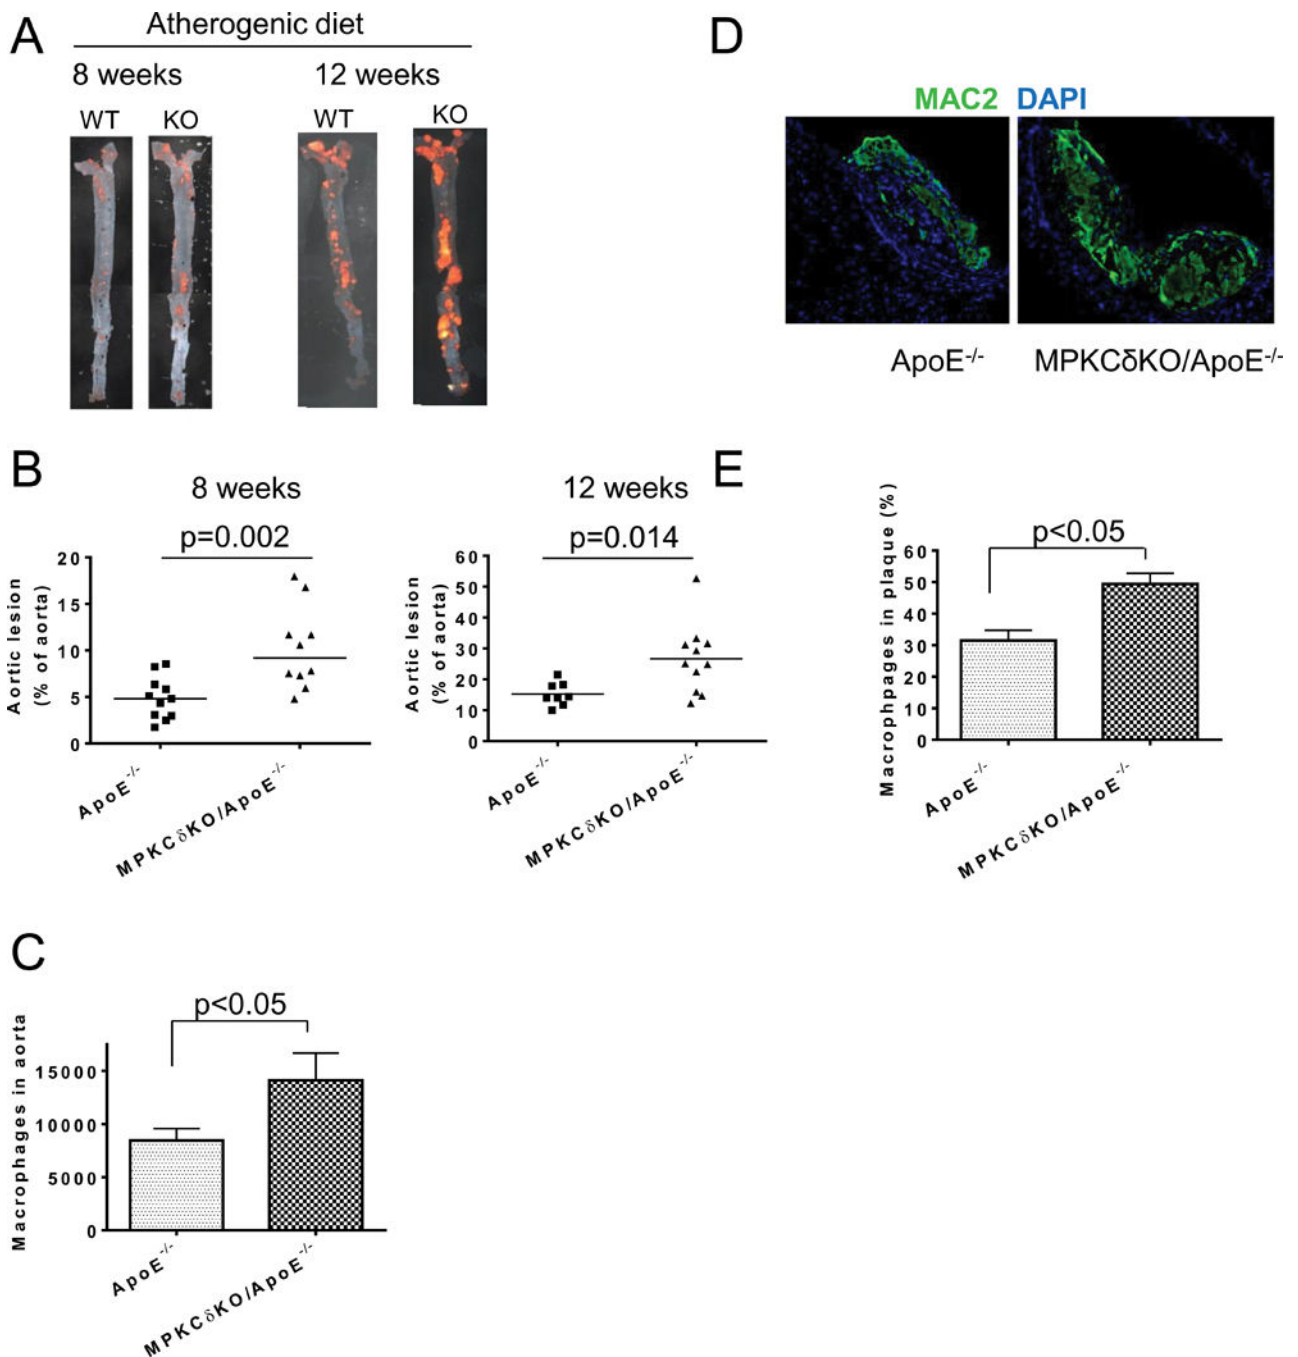 A
Atherogenic diet
8 weeks
12 weeks
WT
KO
WT
KO
D
MAC2 DAPI
ApoE-/-
MPKCδKO/ApoE-/-
B
8 weeks
p=0.002
Aortic lesion
(% of aorta)
20
15
10
5
0
ApoE-/-
MPKCδKO/ApoE-/-
12 weeks
p=0.014
Aortic lesion
(% of aorta)
60
50
40
30
20
10
0
ApoE-/-
MPKCδKO/ApoE-/-
E
p<0.05
Macrophages in plaque (%)
60
50
40
30
20
10
0
ApoE-/-
MPKCδKO/ApoE-/-
C
p<0.05
Macrophages in aorta
15000
10000
5000
0
ApoE-/-
MPKCδKO/ApoE-/-